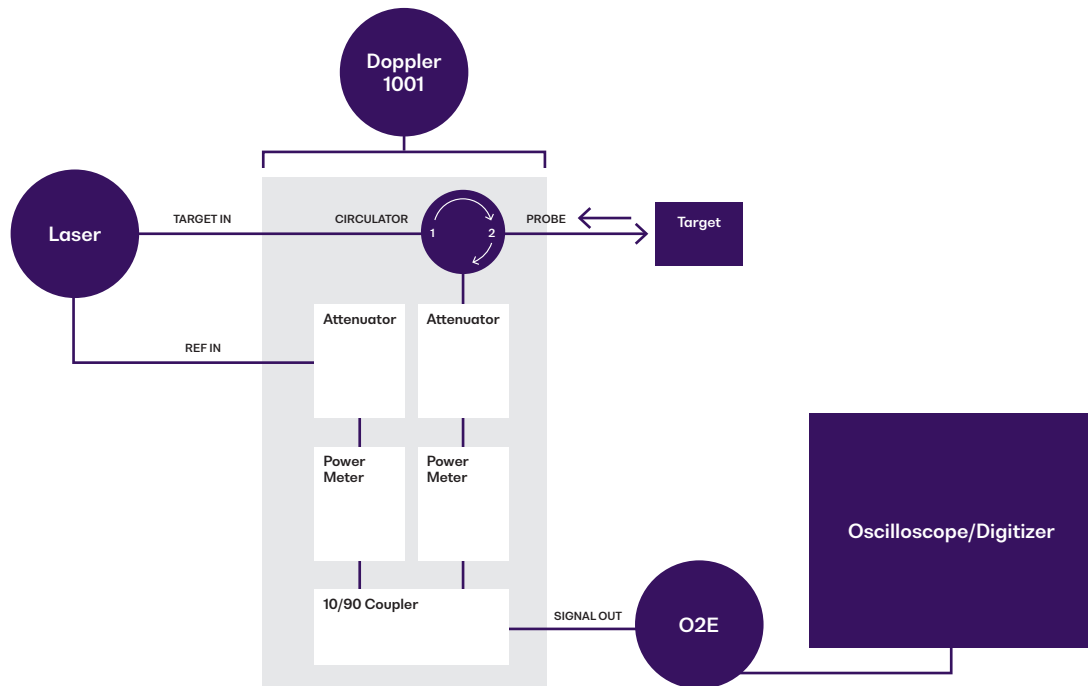 Doppler
1001
Laser
TARGET IN
CIRCULATOR
1
2
PROBE
Target
Attenuator
Attenuator
REF IN
Power
Meter
Power
Meter
10/90 Coupler
SIGNAL OUT
O2E
Oscilloscope/Digitizer